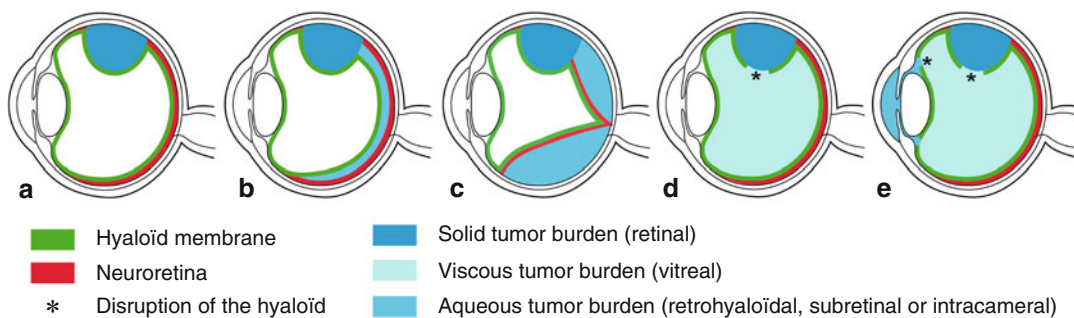 a b c d e
Hyaloïd membrane
Neuroretina
* Disruption of the hyaloïd
Solid tumor burden (retinal)
Viscous tumor burden (vitreal)
Aqueous tumor burden (retrohyaloïdal, subretinal or intracameral)